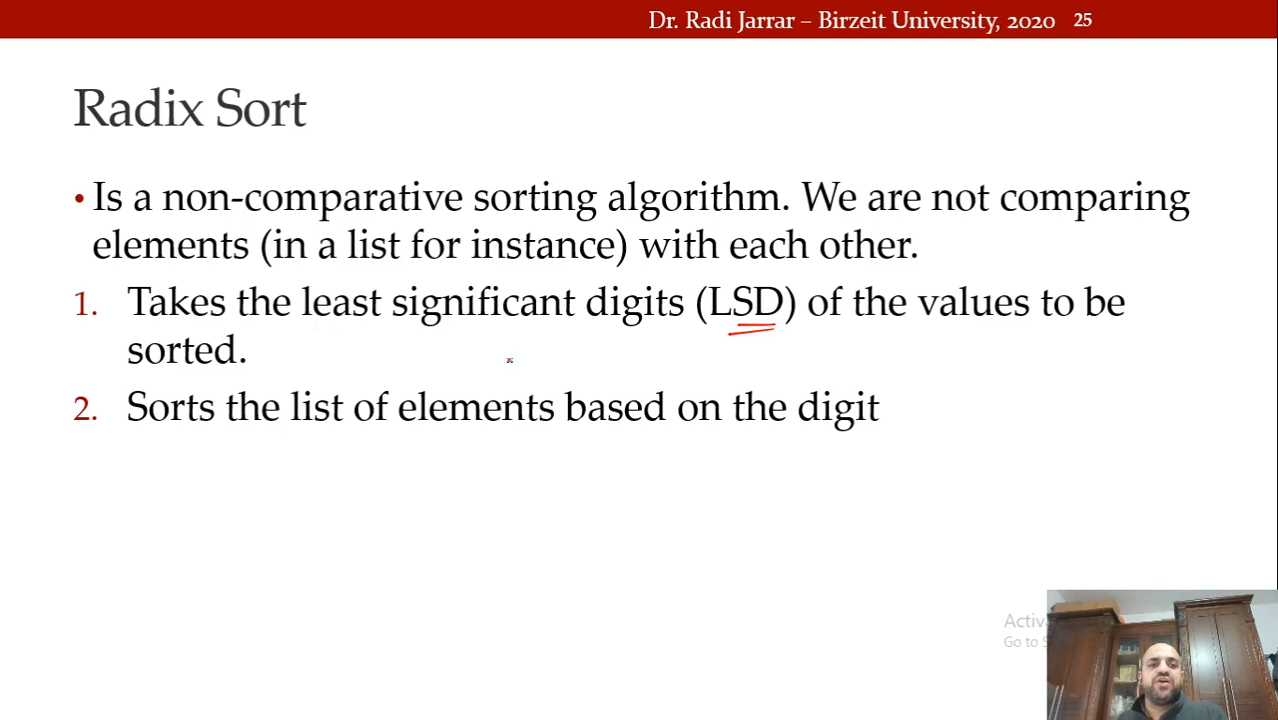 Dr. Radi Jarrar – Birzeit University, 2020 25
Radix Sort
• Is a non-comparative sorting algorithm. We are not comparing
elements (in a list for instance) with each other.
1. Takes the least significant digits (LSD) of the values to be
sorted.
2. Sorts the list of elements based on the digit
Go to